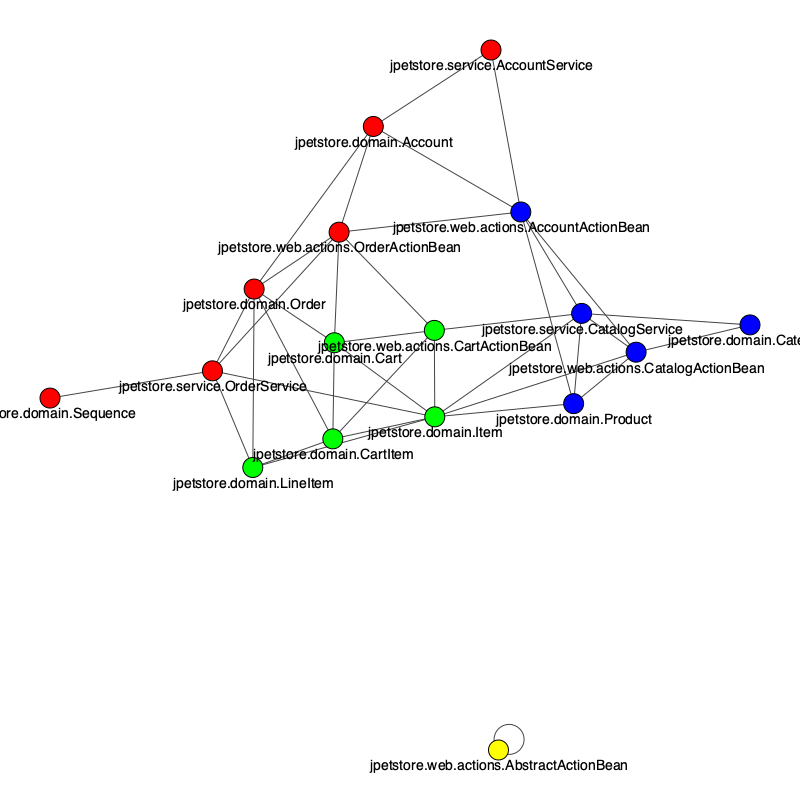 jpetstore.service.AccountService
jpetstore.domain.Account
jpetstore.web.actions.AccountActionBean
jpetstore.web.actions.OrderActionBean
jpetstore.domain.Order
jpetstore.service.CatalogService
jpetstore.domain.Cate
jpetstore.web.actions.CartActionBean
jpetstore.domain.Cart
jpetstore.web.actions.CatalogActionBean
jpetstore.service.OrderService
ore.domain.Sequence
jpetstore.domain.Product
jpetstore.domain.Item
jpetstore.domain.CartItem
jpetstore.domain.LineItem
jpetstore.web.actions.AbstractActionBean